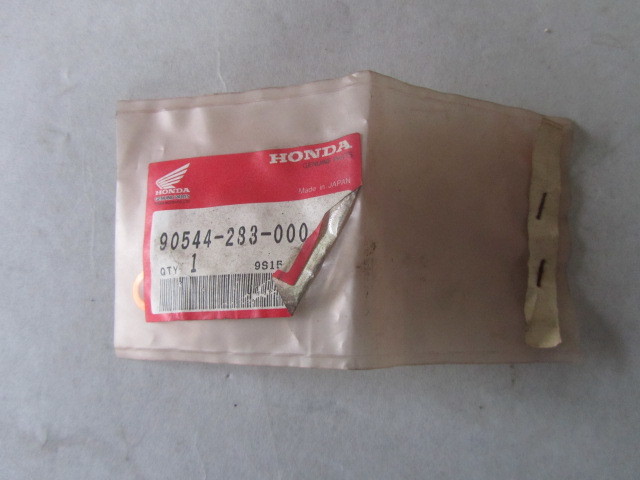 HONDA
HONDA
Made in JAPAN
90544-283-000
QTY 1